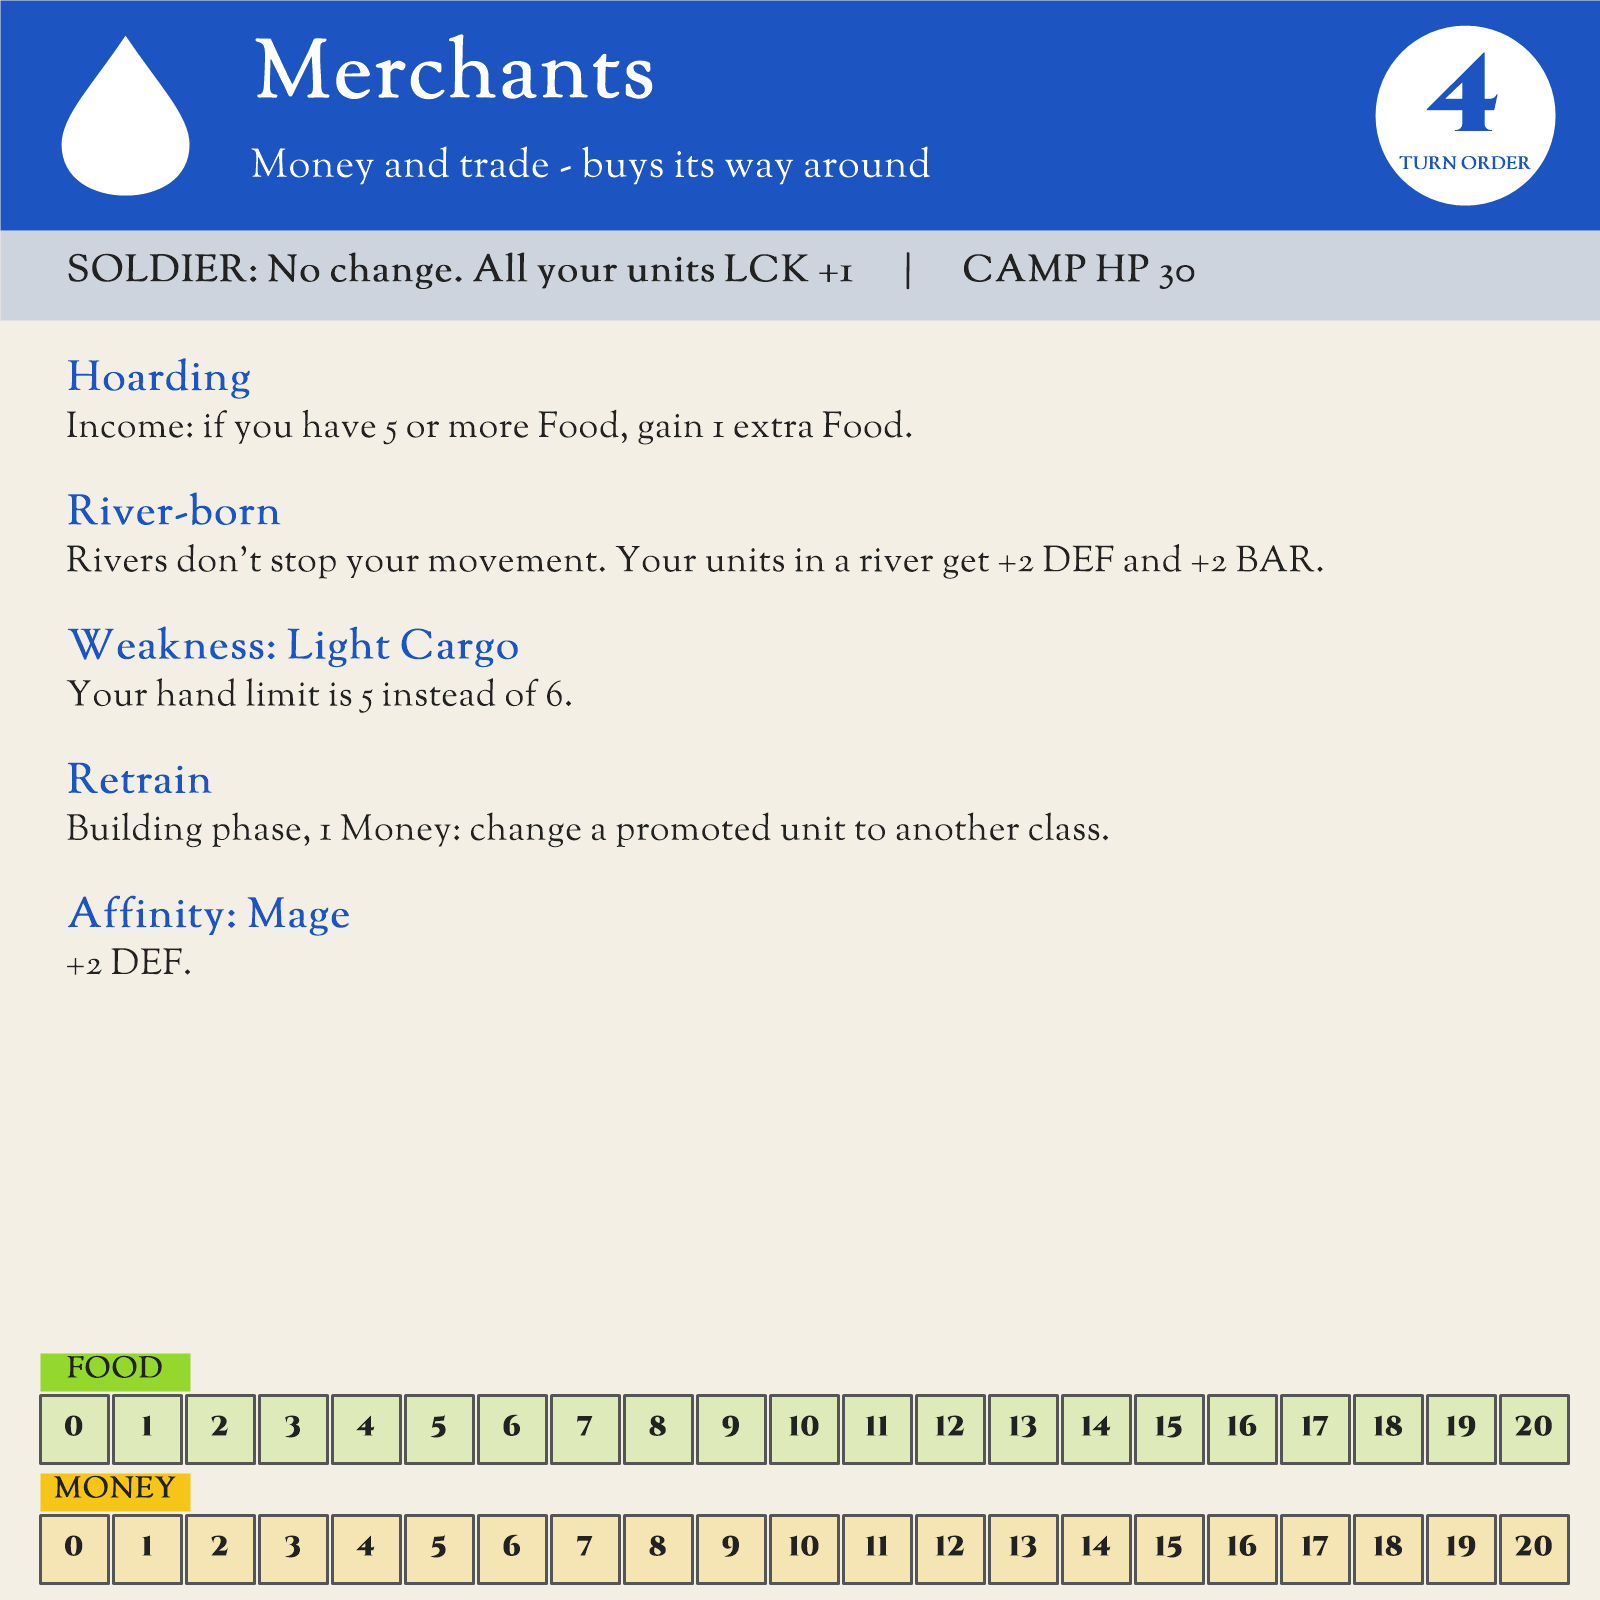 Merchants
Money and trade - buys its way around
4
TURN ORDER
SOLDIER: No change. All your units LCK +1 | CAMP HP 30
Hoarding
Income: if you have 5 or more Food, gain 1 extra Food.
River-born
Rivers don't stop your movement. Your units in a river get +2 DEF and +2 BAR.
Weakness: Light Cargo
Your hand limit is 5 instead of 6.
Retrain
Building phase, 1 Money: change a promoted unit to another class.
Affinity: Mage
+2 DEF.
FOOD
0 1 2 3 4 5 6 7 8 9 10 11 12 13 14 15 16 17 18 19 20
MONEY
0 1 2 3 4 5 6 7 8 9 10 11 12 13 14 15 16 17 18 19 20